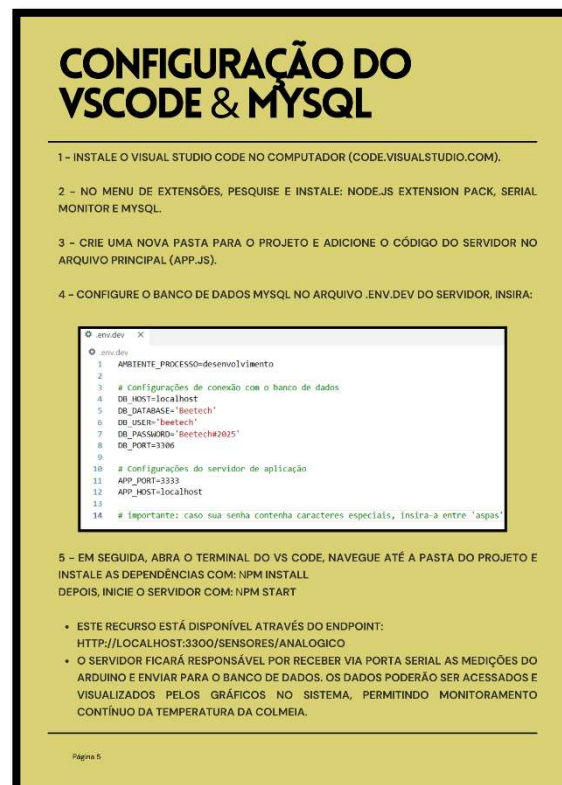 CONFIGURAÇÃO DO
VSCODE & MYSQL
1 - INSTALE O VISUAL STUDIO CODE NO COMPUTADOR (CODE.VISUALSTUDIO.COM).
2 - NO MENU DE EXTENSÕES, PESQUISE E INSTALE: NODE.JS EXTENSION PACK, SERIAL
MONITOR E MYSQL.
3 - CRIE UMA NOVA PASTA PARA O PROJETO E ADICIONE O CÓDIGO DO SERVIDOR NO
ARQUIVO PRINCIPAL (APP.JS).
4 - CONFIGURE O BANCO DE DADOS MYSQL NO ARQUIVO .ENV.DEV DO SERVIDOR, INSIRA:
.env.dev X
.env.dev
1 AMBIENTE_PROCESSO=desenvolvimento
2
3 # Configurações de conexão com o banco de dados
4 DB_HOST=localhost
5 DB_DATABASE='Beetech'
6 DB_USER='beetech'
7 DB_PASSWORD='Beetech#2025'
8 DB_PORT=3306
9
10 # Configurações do servidor de aplicação
11 APP_PORT=3333
12 APP_HOST=localhost
13
14 # importante: caso sua senha contenha caracteres especiais, insira-a entre 'aspas'
5 - EM SEGUIDA, ABRA O TERMINAL DO VS CODE, NAVEGUE ATÉ A PASTA DO PROJETO E
INSTALE AS DEPENDÊNCIAS COM: NPM INSTALL
DEPOIS, INICIE O SERVIDOR COM: NPM START
• ESTE RECURSO ESTÁ DISPONÍVEL ATRAVÉS DO ENDPOINT:
HTTP://LOCALHOST:3300/SENSORES/ANALOGICO
• O SERVIDOR FICARÁ RESPONSÁVEL POR RECEBER VIA PORTA SERIAL AS MEDIÇÕES DO
ARDUINO E ENVIAR PARA O BANCO DE DADOS. OS DADOS PODERÃO SER ACESSADOS E
VISUALIZADOS PELOS GRÁFICOS NO SISTEMA, PERMITINDO MONITORAMENTO
CONTÍNUO DA TEMPERATURA DA COLMEIA.
Página 5